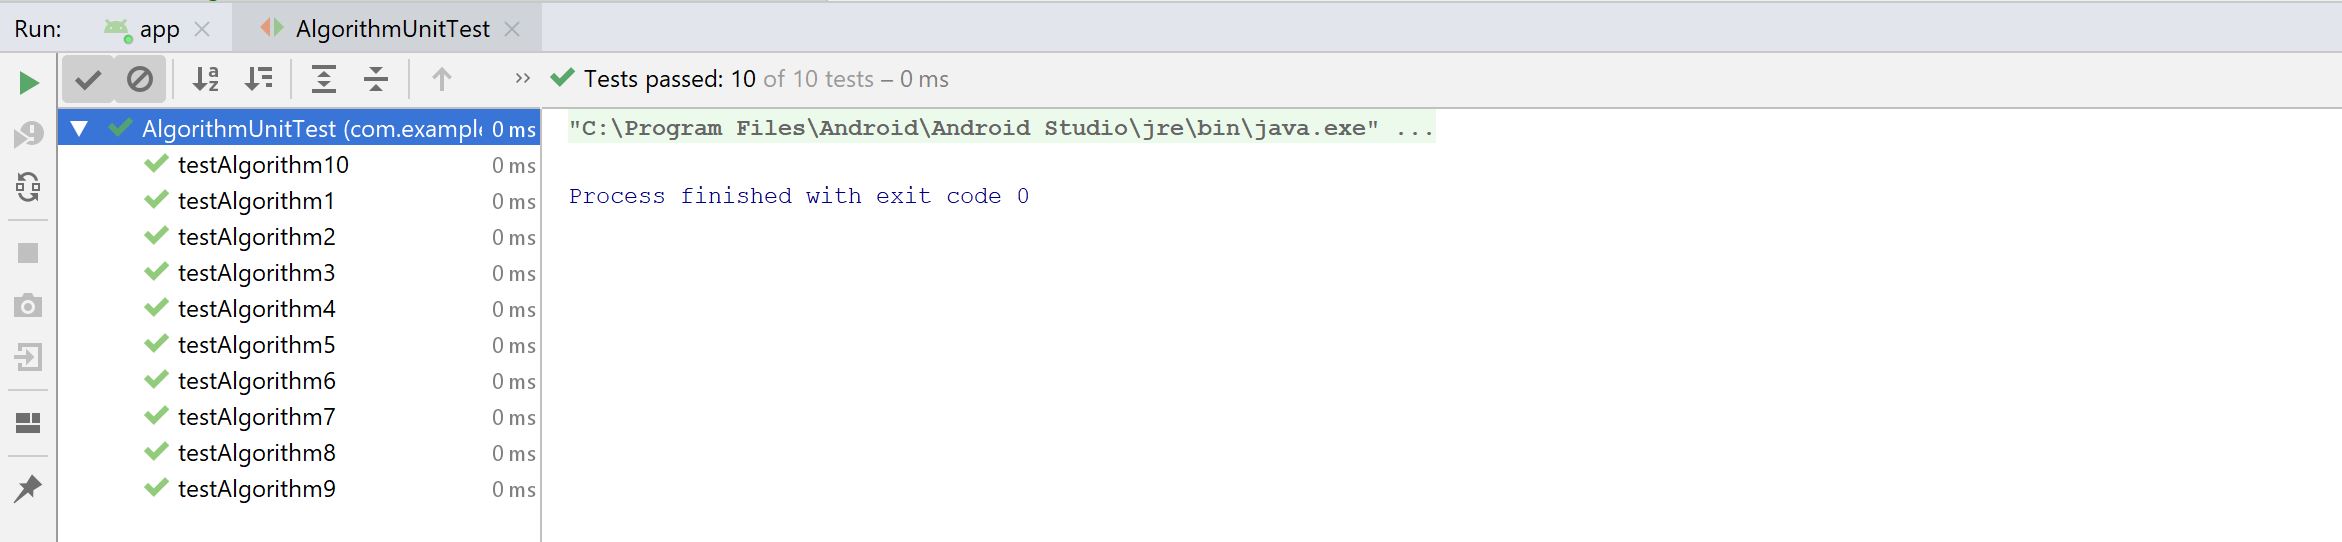 Run: app AlgorithmUnitTest
Tests passed: 10 of 10 tests – 0 ms
AlgorithmUnitTest (com.example 0 ms
testAlgorithm10 0 ms
testAlgorithm1 0 ms
testAlgorithm2 0 ms
testAlgorithm3 0 ms
testAlgorithm4 0 ms
testAlgorithm5 0 ms
testAlgorithm6 0 ms
testAlgorithm7 0 ms
testAlgorithm8 0 ms
testAlgorithm9 0 ms
"C:\Program Files\Android\Android Studio\jre\bin\java.exe" ...
Process finished with exit code 0